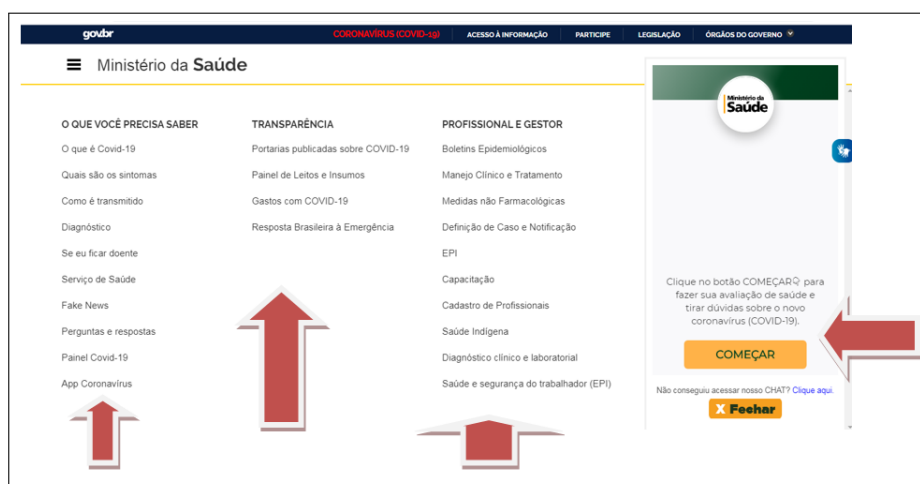 govbr
CORONAVÍRUS (COVID-19)
ACESSO À INFORMAÇÃO
PARTICIPE
LEGISLAÇÃO
ÓRGÃOS DO GOVERNO
Ministério da Saúde
O QUE VOCÊ PRECISA SABER
O que é Covid-19
Quais são os sintomas
Como é transmitido
Diagnóstico
Se eu ficar doente
Serviço de Saúde
Fake News
Perguntas e respostas
Painel Covid-19
App Coronavírus
TRANSPARÊNCIA
Portarias publicadas sobre COVID-19
Painel de Leitos e Insumos
Gastos com COVID-19
Resposta Brasileira à Emergência
PROFISSIONAL E GESTOR
Boletins Epidemiológicos
Manejo Clínico e Tratamento
Medidas não Farmacológicas
Definição de Caso e Notificação
EPI
Capacitação
Cadastro de Profissionais
Saúde Indígena
Diagnóstico clínico e laboratorial
Saúde e segurança do trabalhador (EPI)
Ministério da
Saúde
Clique no botão COMEÇAR para
fazer sua avaliação de saúde e
tirar dúvidas sobre o novo
coronavírus (COVID-19).
COMEÇAR
Não conseguiu acessar nosso CHAT? Clique aqui.
X Fechar